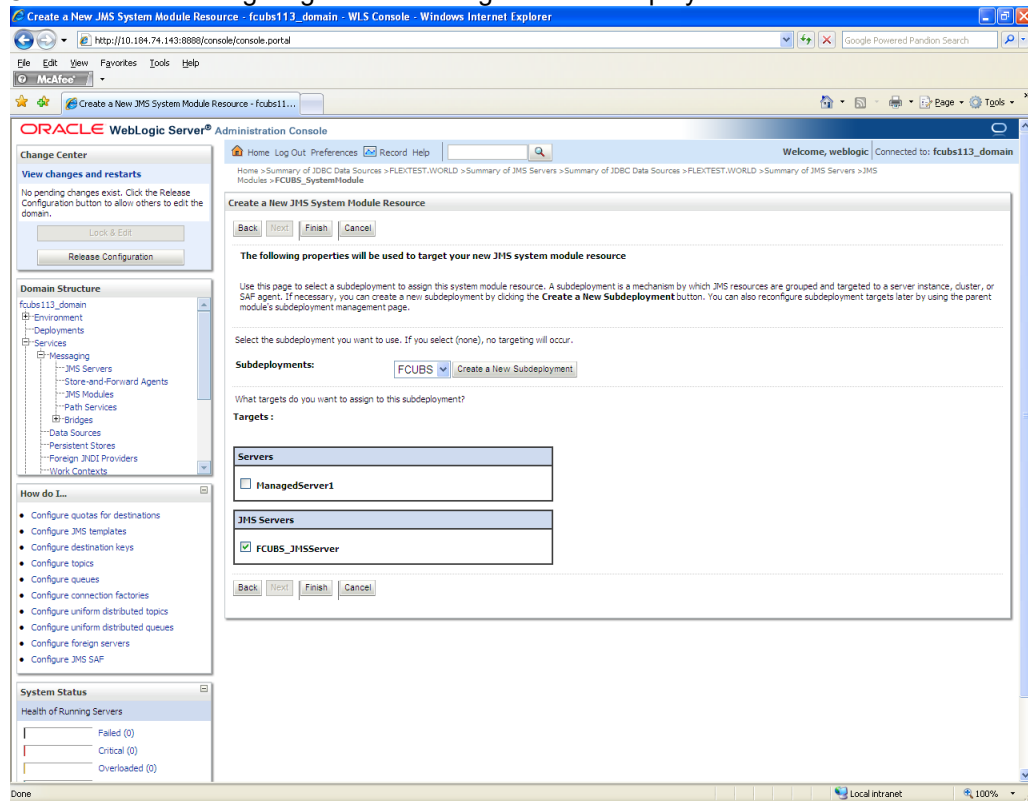 Create a New JMS System Module Resource - fcubs113_domain - WLS Console - Windows Internet Explorer
http://10.184.74.143:8888/console/console.portal
Google Powered Pandion Search
File Edit View Favorites Tools Help
McAfee
Create a New JMS System Module Resource - fcubs11...
Page Tools
ORACLE WebLogic Server® Administration Console
Change Center
View changes and restarts
No pending changes exist. Click the Release
Configuration button to allow others to edit the
domain.
Lock & Edit
Release Configuration
Domain Structure
fcubs113_domain
Environment
Deployments
Services
Messaging
JMS Servers
Store-and-Forward Agents
JMS Modules
Path Services
Bridges
Data Sources
Persistent Stores
Foreign JNDI Providers
Work Contexts
How do I...
Configure quotas for destinations
Configure JMS templates
Configure destination keys
Configure topics
Configure queues
Configure connection factories
Configure uniform distributed topics
Configure uniform distributed queues
Configure foreign servers
Configure JMS SAF
System Status
Health of Running Servers
Failed (0)
Critical (0)
Overloaded (0)
Home Log Out Preferences Record Help
Welcome, weblogic Connected to: fcubs113_domain
Home >Summary of JDBC Data Sources >FLEXTEST.WORLD >Summary of JMS Servers >Summary of JDBC Data Sources >FLEXTEST.WORLD >Summary of JMS Servers >JMS
Modules >FCUBS_SystemModule
Create a New JMS System Module Resource
Back Next Finish Cancel
The following properties will be used to target your new JMS system module resource
Use this page to select a subdeployment to assign this system module resource. A subdeployment is a mechanism by which JMS resources are grouped and targeted to a server instance, cluster, or
SAF agent. If necessary, you can create a new subdeployment by clicking the Create a New Subdeployment button. You can also reconfigure subdeployment targets later by using the parent
module's subdeployment management page.
Select the subdeployment you want to use. If you select (none), no targeting will occur.
Subdeployments: FCUBS Create a New Subdeployment
What targets do you want to assign to this subdeployment?
Targets :
Servers
ManagedServer1
JMS Servers
FCUBS_JMSServer
Back Next Finish Cancel
Done
Local intranet
100%